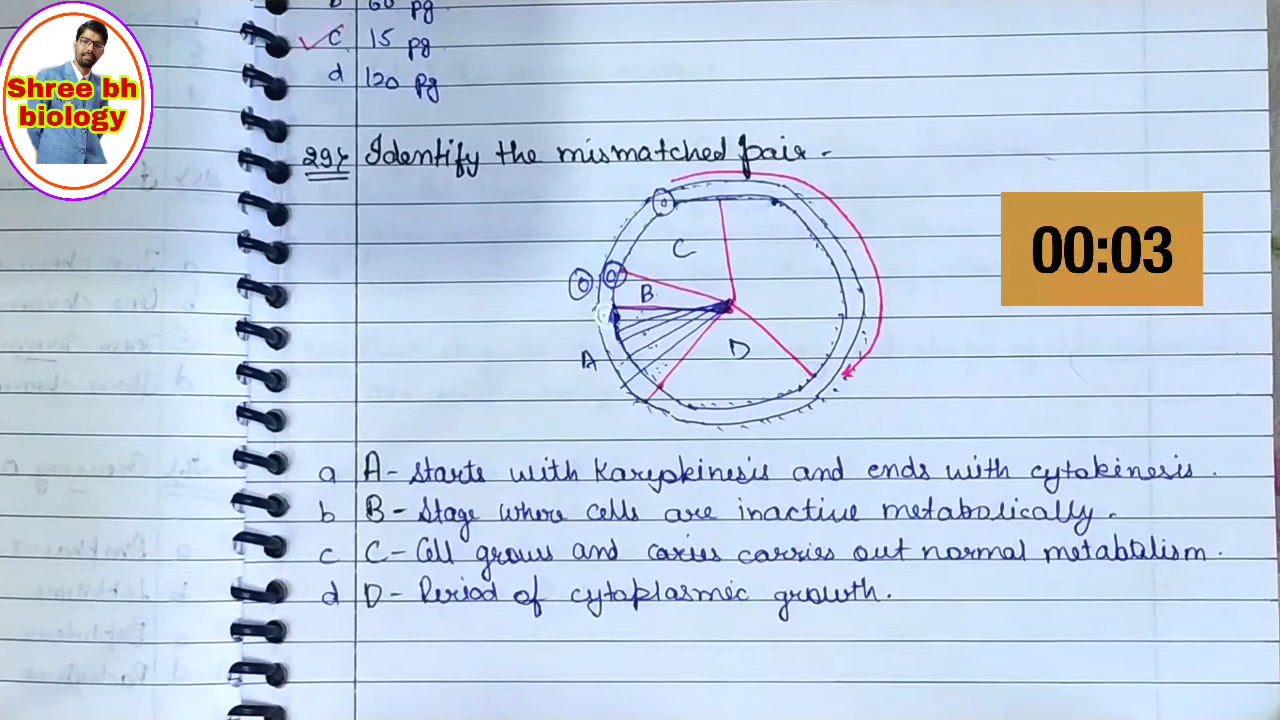 b 60 pg
c 15 pg
d 120 pg
Shree bh
biology
29} Identify the mismatched pair.
00:03
C
B
A
D
a A- Starts with Karyokinesis and ends with cytokinesis.
b B- Stage where cells are inactive metabolically.
c C- Cell grows and caries carries out normal metabolism.
d D- Period of cytoplasmic growth.